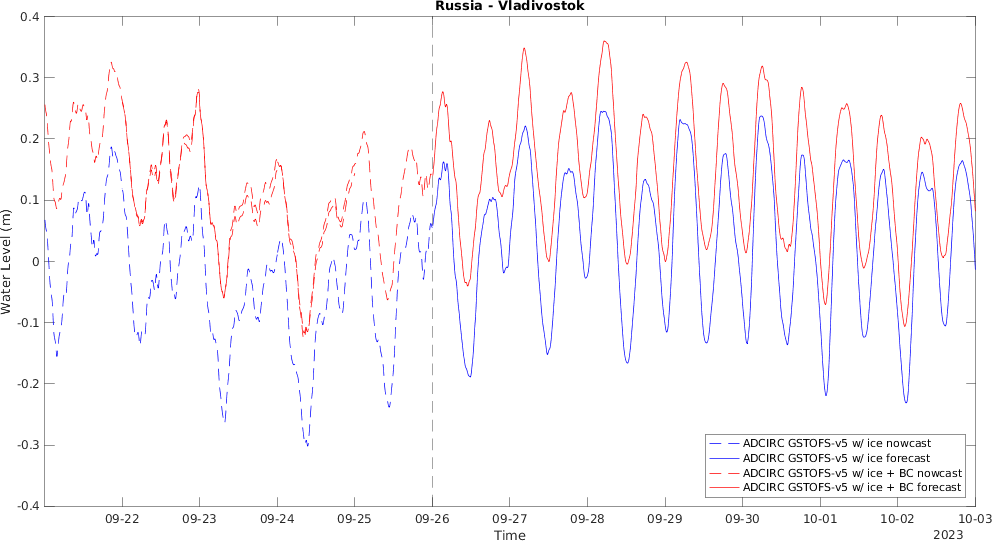 Russia - Vladivostok
0.4
0.3
0.2
0.1
0
-0.1
-0.2
-0.3
-0.4
Water Level (m)
ADCIRC GSTOFS-v5 w/ ice nowcast
ADCIRC GSTOFS-v5 w/ ice forecast
ADCIRC GSTOFS-v5 w/ ice + BC nowcast
ADCIRC GSTOFS-v5 w/ ice + BC forecast
09-22 09-23 09-24 09-25 09-26 09-27 09-28 09-29 09-30 10-01 10-02 10-03
Time
2023